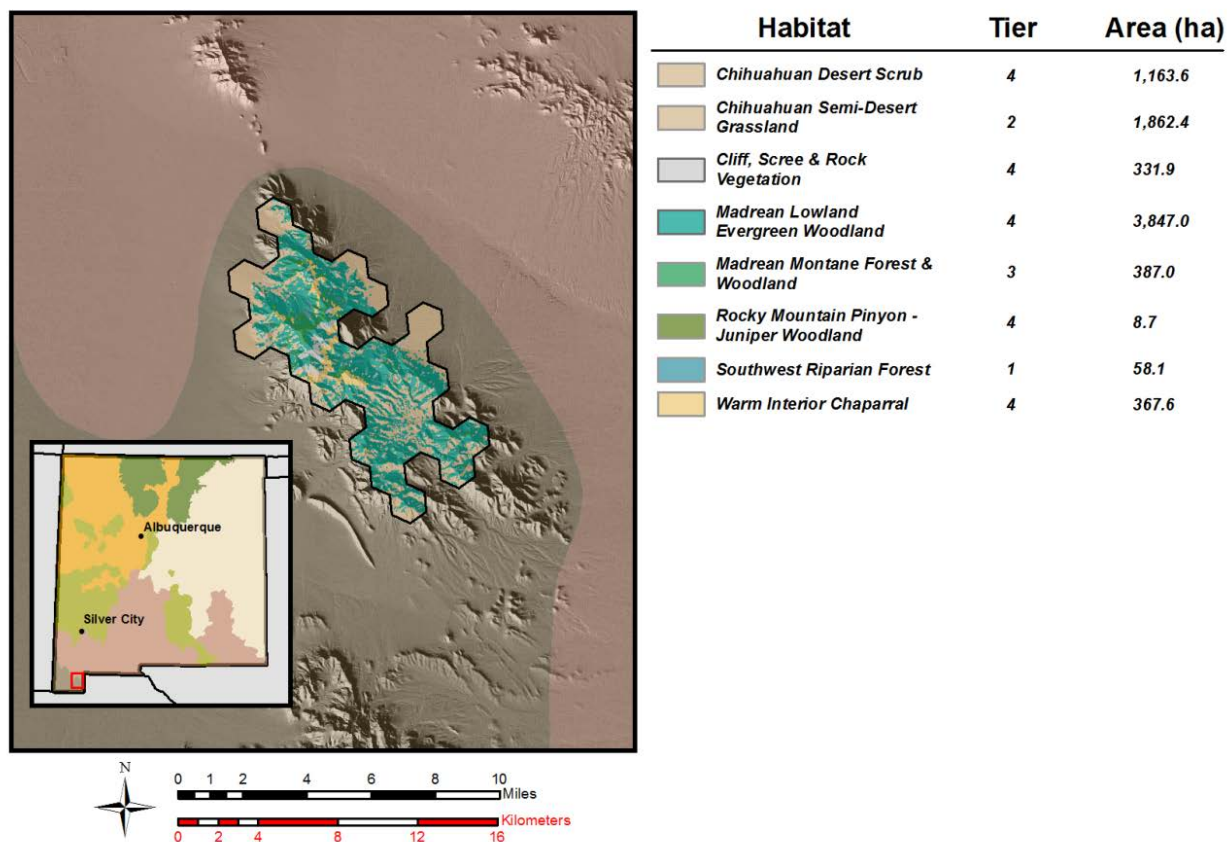 Habitat Tier Area (ha)
Chihuahuan Desert Scrub 4 1,163.6
Chihuahuan Semi-Desert
Grassland 2 1,862.4
Cliff, Scree & Rock
Vegetation 4 331.9
Madrean Lowland
Evergreen Woodland 4 3,847.0
Madrean Montane Forest &
Woodland 3 387.0
Rocky Mountain Pinyon -
Juniper Woodland 4 8.7
Southwest Riparian Forest 1 58.1
Warm Interior Chaparral 4 367.6
Albuquerque
Silver City
N
0 1 2 4 6 8 10
Miles
Kilometers
0 2 4 8 12 16